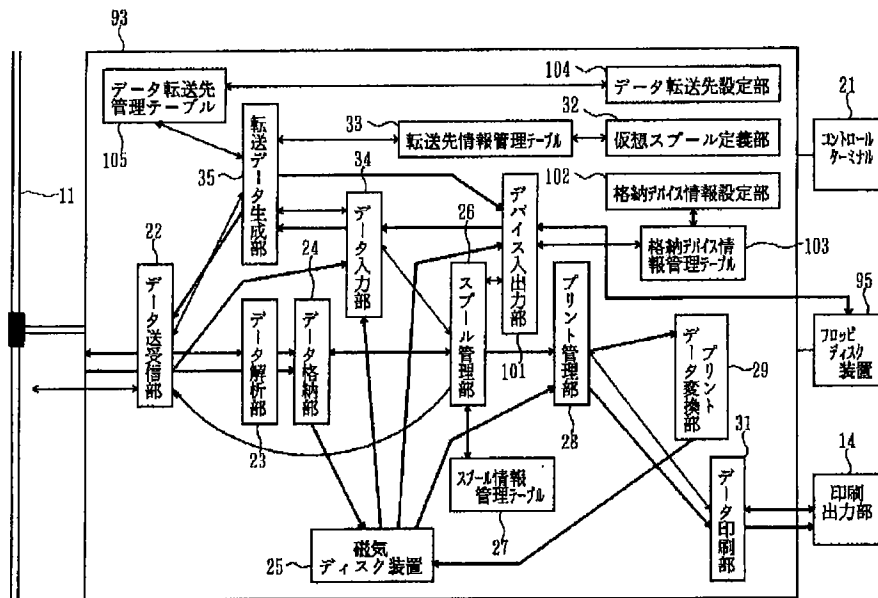 93
データ転送先
管理テーブル
105
104
データ転送先設定部
21
コントロール
ターミナル
転送データ生成部
35
33
転送先情報管理テーブル
32
仮想スプール定義部
102
格納デバイス情報設定部
格納デバイス情
報管理テーブル
103
11
34
データ入力部
26
スプール管理部
デバイス入出力部
101
95
フロッピ
ディスク
装置
22
データ送受信部
データ解析部
23
24
データ格納部
プリント管理部
28
プリント
データ変換部
29
スプール情報
管理テーブル
27
31
データ印刷部
14
印刷
出力部
25
磁気
ディスク装置